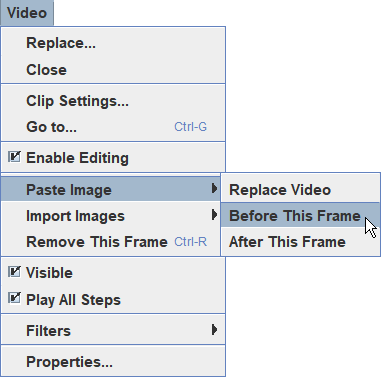 Video
Replace...
Close
Clip Settings...
Go to... Ctrl-G
Enable Editing
Paste Image
Replace Video
Import Images
Before This Frame
Remove This Frame Ctrl-R
After This Frame
Visible
Play All Steps
Filters
Properties...